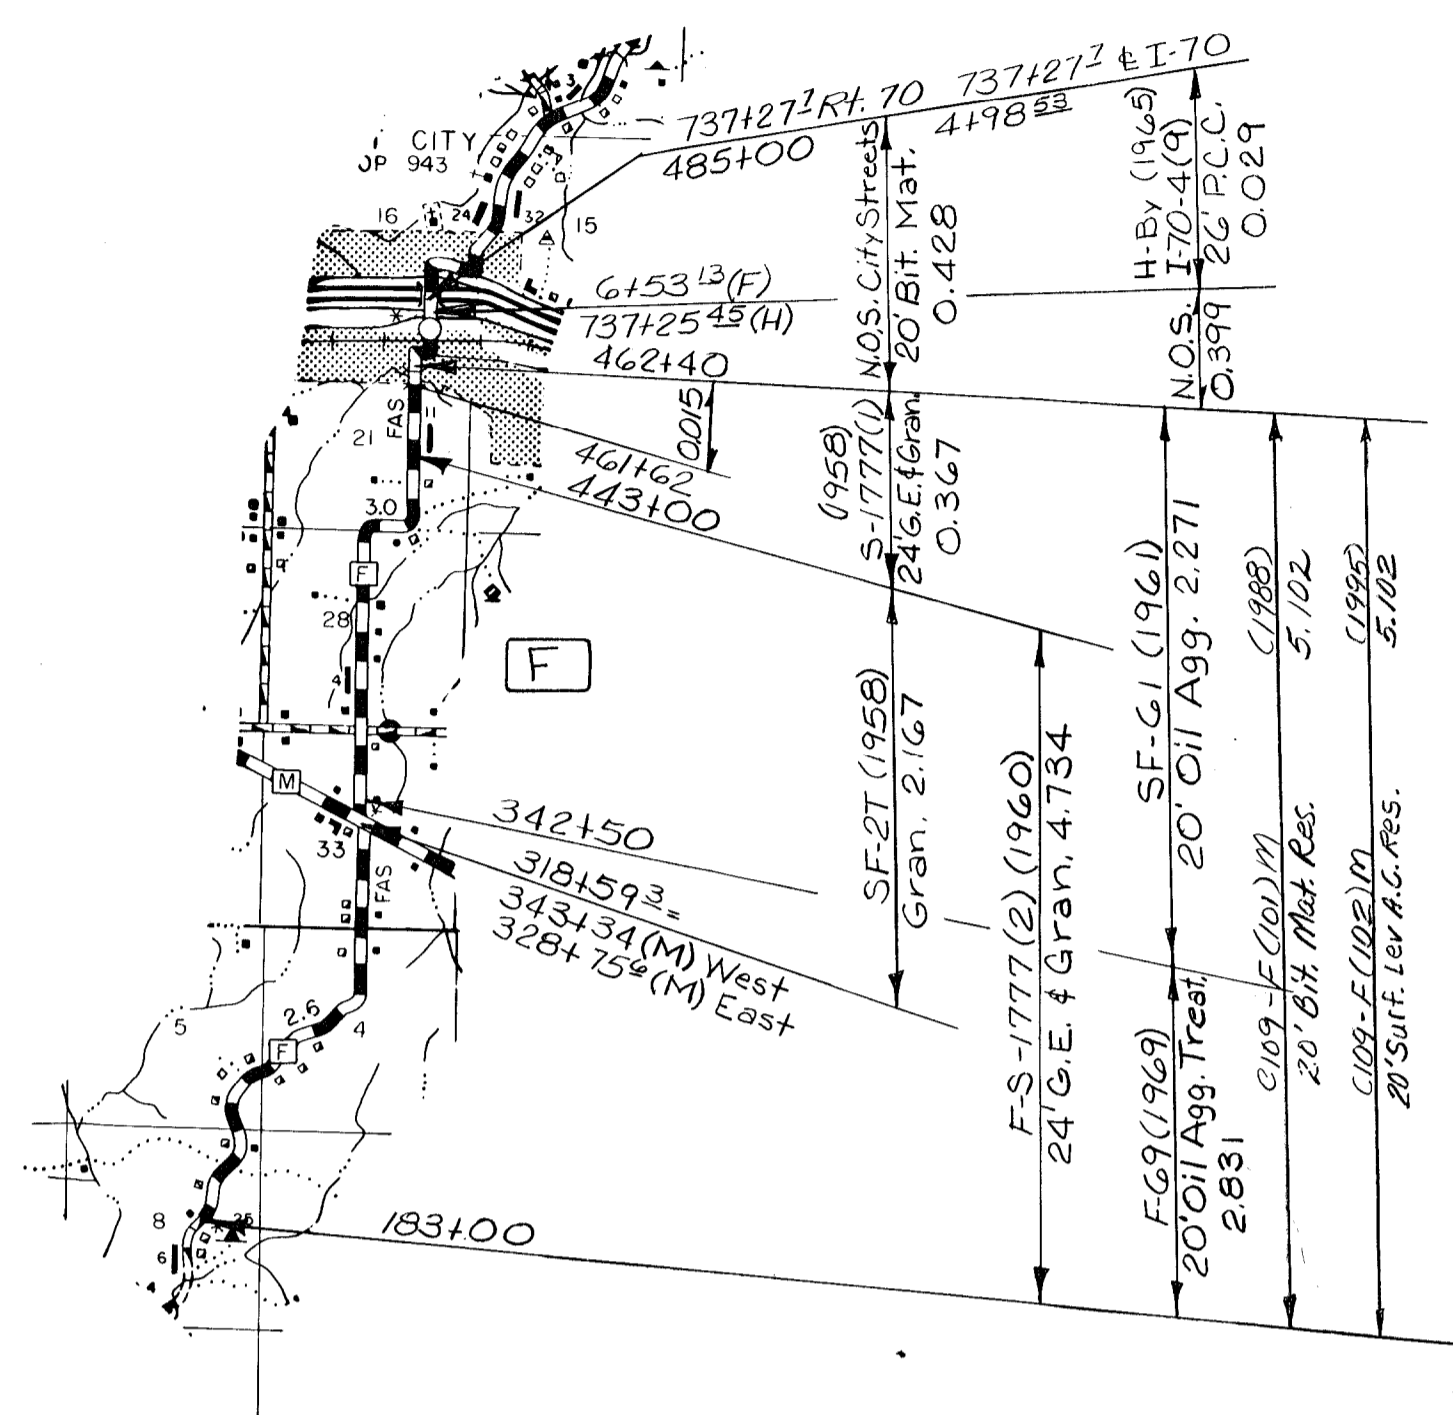 CITY
OP 943
3
16
24
32
15
737+27⁷ Rt. 70
485+00
737+27⁷ ℄ I-70
4+98 53
6+53 13 (F)
737+25 45 (H)
462+40
0.015
461+62
443+00
FAS
21
3.0
F
28
4
F
M
33
FAS
342+50
318+59 3 =
343+34 (M) West
328+75 6 (M) East
2.6
F
5
4
8
25
6
183+00
N.O.S. City Streets
20' Bit. Mat.
0.428
(1958)
S-1777(1)
24' G.E. & Gran.
0.367
SF-2T (1958)
Gran. 2.167
F-S-1777 (2) (1960)
24' G.E. & Gran. 4.734
H-By (1965)
I-70-4(9)
26' P.C.C.
0.029
N.O.S.
0.399
SF-61 (1961)
20' Oil Agg. 2.271
F-69 (1969)
20' Oil Agg. Treat.
2.831
C109-F(101)M (1988)
20' Bit. Mat. Res. 5.102
C109-F(102)M (1995)
20' Surf. Lev A.C. Res. 5.102